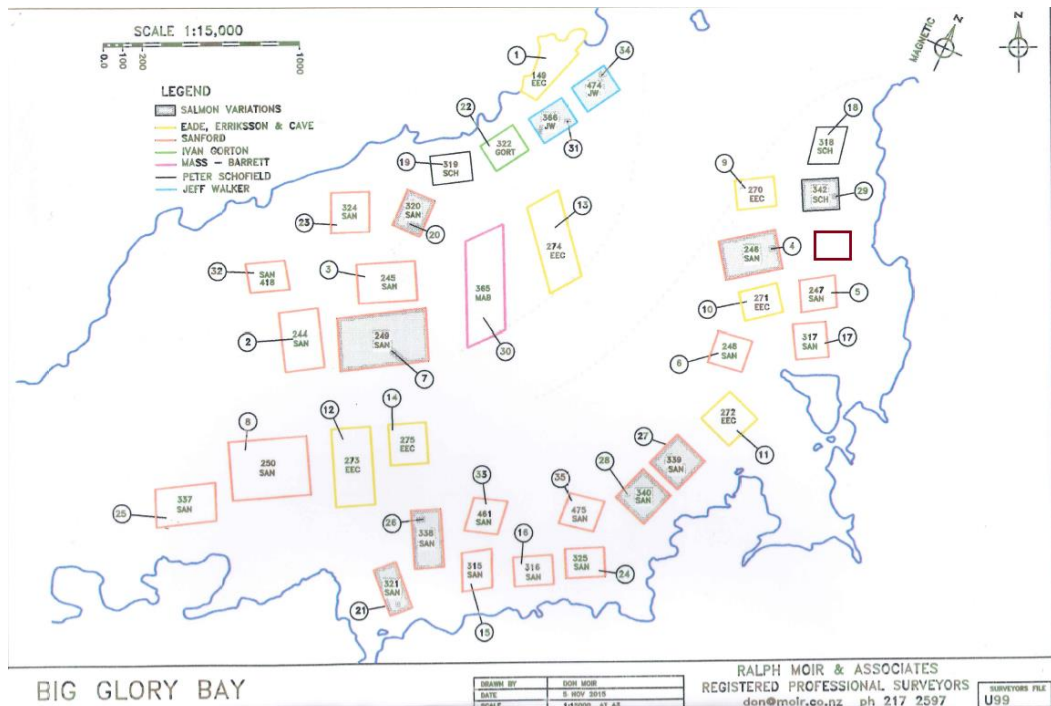 SCALE 1:15,000
0
100
200
1000
LEGEND
SALMON VARIATIONS
EADE, ERRIKSSON & CAVE
SANFORD
IVAN GORTON
MASS - BARRETT
PETER SCHOFIELD
JEFF WALKER
MAGNETIC
N
N
1
149
EEC
34
474
JW
22
322
GORT
366
JW
31
18
318
SCH
19
319
SCH
9
270
EEC
342
SCH
29
13
274
EEC
23
324
SAN
320
SAN
20
246
SAN
4
32
SAN
418
3
245
SAN
365
MAB
30
10
271
EEC
247
SAN
5
2
244
SAN
249
SAN
7
6
248
SAN
317
SAN
17
272
EEC
11
8
250
SAN
12
273
EEC
14
275
EEC
27
339
SAN
28
340
SAN
25
337
SAN
33
461
SAN
35
475
SAN
26
338
SAN
16
316
SAN
325
SAN
24
315
SAN
15
321
SAN
21
BIG GLORY BAY
DRAWN BY DON MOIR
DATE 5 NOV 2015
SCALE
RALPH MOIR & ASSOCIATES
REGISTERED PROFESSIONAL SURVEYORS
don@moir.co.nz ph 217 2597
SURVEYORS FILE
U99